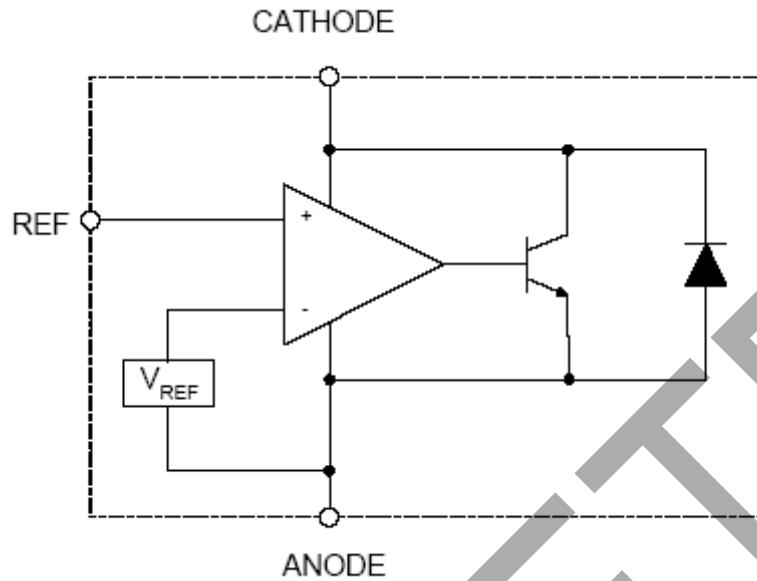 CATHODE
REF
+
-
VREF
ANODE